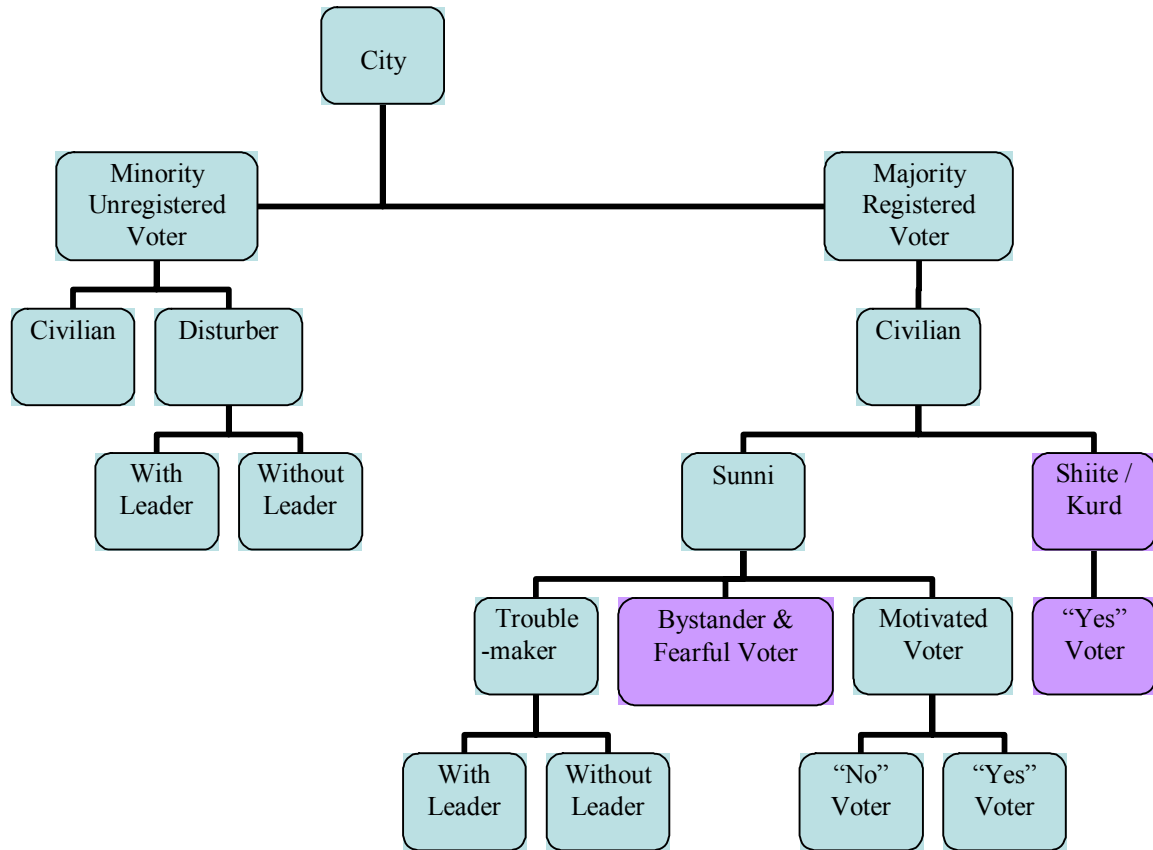 City
Minority
Unregistered
Voter
Majority
Registered
Voter
Civilian
Disturber
Civilian
With
Leader
Without
Leader
Sunni
Shiite /
Kurd
Trouble
-maker
Bystander &
Fearful Voter
Motivated
Voter
“Yes”
Voter
With
Leader
Without
Leader
“No”
Voter
“Yes”
Voter